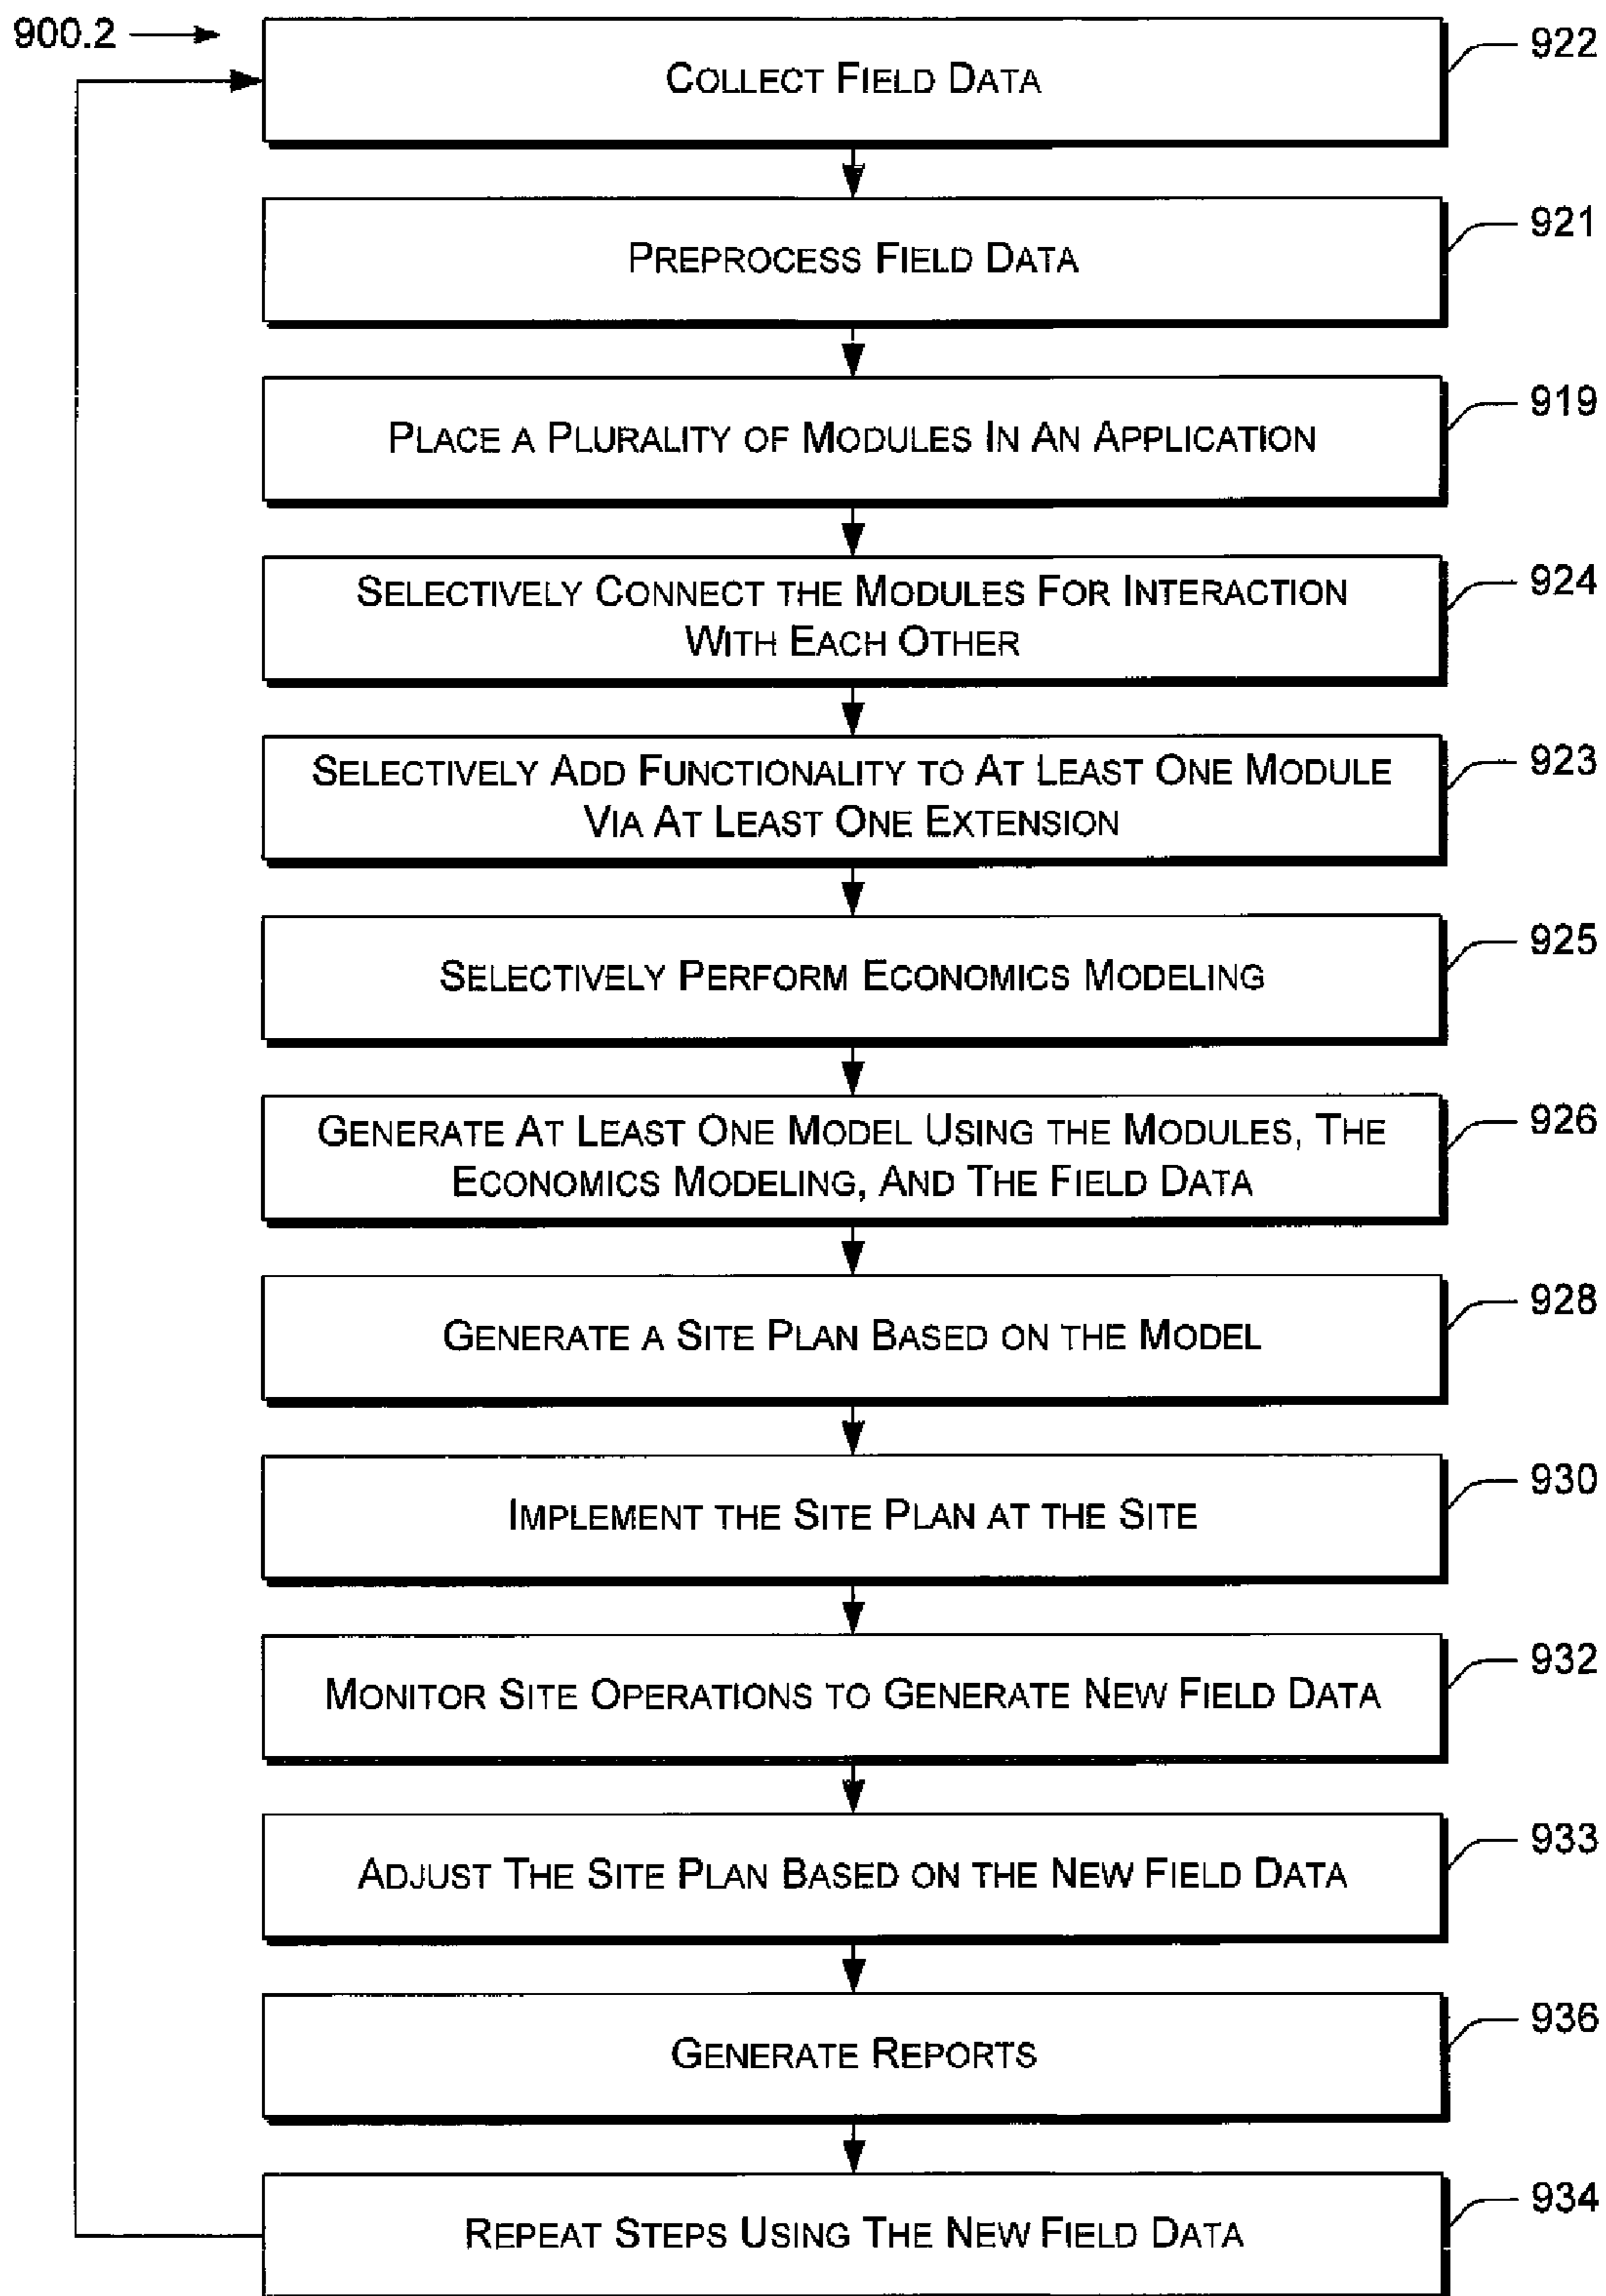 900.2
COLLECT FIELD DATA
922
PREPROCESS FIELD DATA
921
PLACE A PLURALITY OF MODULES IN AN APPLICATION
919
SELECTIVELY CONNECT THE MODULES FOR INTERACTION
WITH EACH OTHER
924
SELECTIVELY ADD FUNCTIONALITY TO AT LEAST ONE MODULE
VIA AT LEAST ONE EXTENSION
923
SELECTIVELY PERFORM ECONOMICS MODELING
925
GENERATE AT LEAST ONE MODEL USING THE MODULES, THE
ECONOMICS MODELING, AND THE FIELD DATA
926
GENERATE A SITE PLAN BASED ON THE MODEL
928
IMPLEMENT THE SITE PLAN AT THE SITE
930
MONITOR SITE OPERATIONS TO GENERATE NEW FIELD DATA
932
ADJUST THE SITE PLAN BASED ON THE NEW FIELD DATA
933
GENERATE REPORTS
936
REPEAT STEPS USING THE NEW FIELD DATA
934